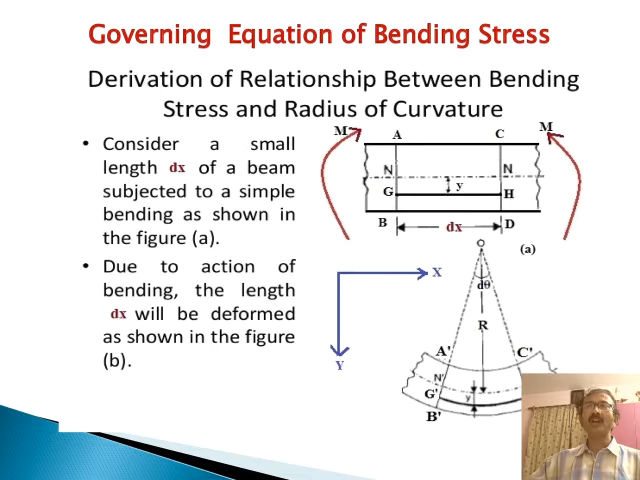 Governing Equation of Bending Stress
Derivation of Relationship Between Bending
Stress and Radius of Curvature
• Consider a small
length dx of a beam
subjected to a simple
bending as shown in
the figure (a).
• Due to action of
bending, the length
dx will be deformed
as shown in the figure
(b).
M A C M
N N
G y H
B dx D
O (a)
X
dθ
R
Y
A' C'
N'
G' y
B'